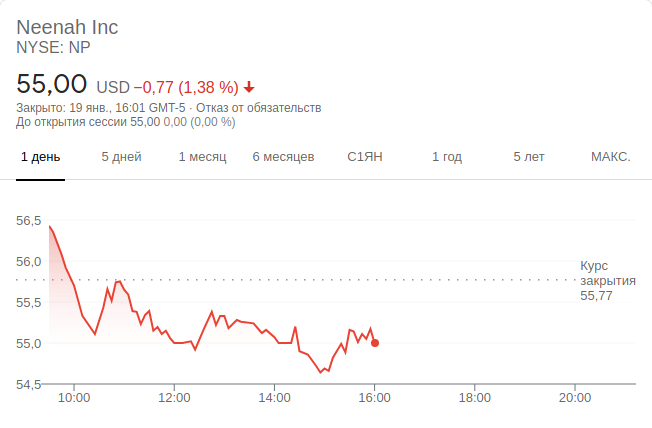 Neenah Inc
NYSE: NP
55,00 USD −0,77 (1,38 %)
Закрыто: 19 янв., 16:01 GMT-5 · Отказ от обязательств
До открытия сессии 55,00 0,00 (0,00 %)
1 день 5 дней 1 месяц 6 месяцев С1ЯН 1 год 5 лет МАКС.
56,5
56,0
Курс
закрытия
55,77
55,5
55,0
54,5
10:00 12:00 14:00 16:00 18:00 20:00